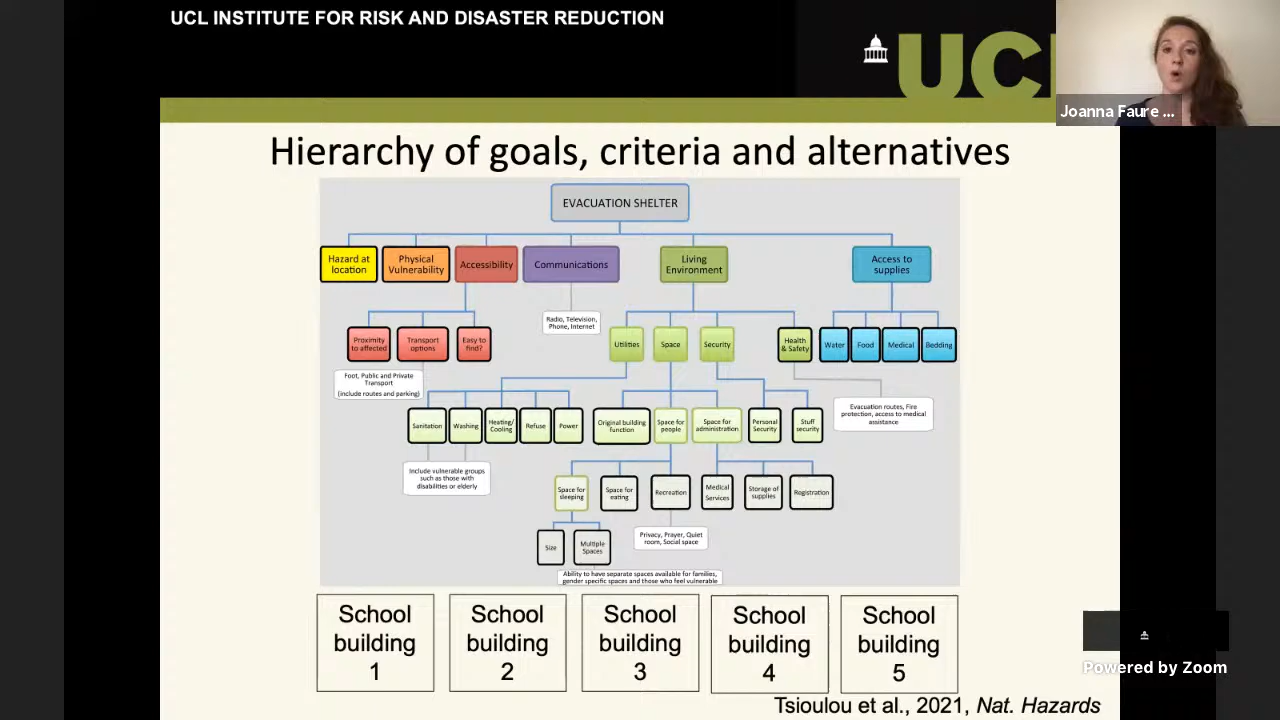 UCL INSTITUTE FOR RISK AND DISASTER REDUCTION
UC
Joanna Faure ...
Hierarchy of goals, criteria and alternatives
EVACUATION SHELTER
Hazard at
location
Physical
Vulnerability
Accessibility
Communications
Living
Environment
Access to
supplies
Radio, Television,
Phone, Internet
Proximity
to affected
Transport
options
Easy to
find?
Utilities
Space
Security
Health
& Safety
Water
Food
Medical
Bedding
Foot, Public and Private
Transport
(include routes and parking)
Evacuation routes, Fire
protection, access to medical
assistance
Sanitation
Washing
Heating/
Cooling
Refuse
Power
Original building
function
Space for
people
Space for
administration
Personal
Security
Stuff
security
Include vulnerable groups
such as those with
disabilities or elderly
Space for
sleeping
Space for
eating
Recreation
Medical
Services
Storage of
supplies
Registration
Privacy, Prayer, Quiet
room, Social space
Size
Multiple
Spaces
Ability to have separate spaces available for families,
gender specific spaces and those who feel vulnerable
School
building
1
School
building
2
School
building
3
School
building
4
School
building
5
Tsioulou et al., 2021, Nat. Hazards
Powered by Zoom